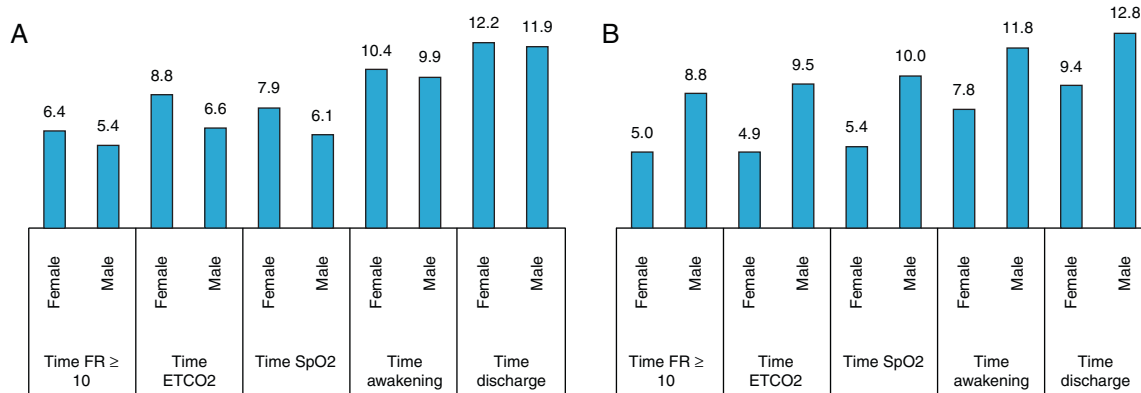 A
6.4
5.4
8.8
6.6
7.9
6.1
10.4
9.9
12.2
11.9
Female
Male
Female
Male
Female
Male
Female
Male
Female
Male
Time FR ≥
10
Time
ETCO2
Time SpO2
Time
awakening
Time
discharge
B
5.0
8.8
4.9
9.5
5.4
10.0
7.8
11.8
9.4
12.8
Female
Male
Female
Male
Female
Male
Female
Male
Female
Male
Time FR ≥
10
Time
ETCO2
Time SpO2
Time
awakening
Time
discharge